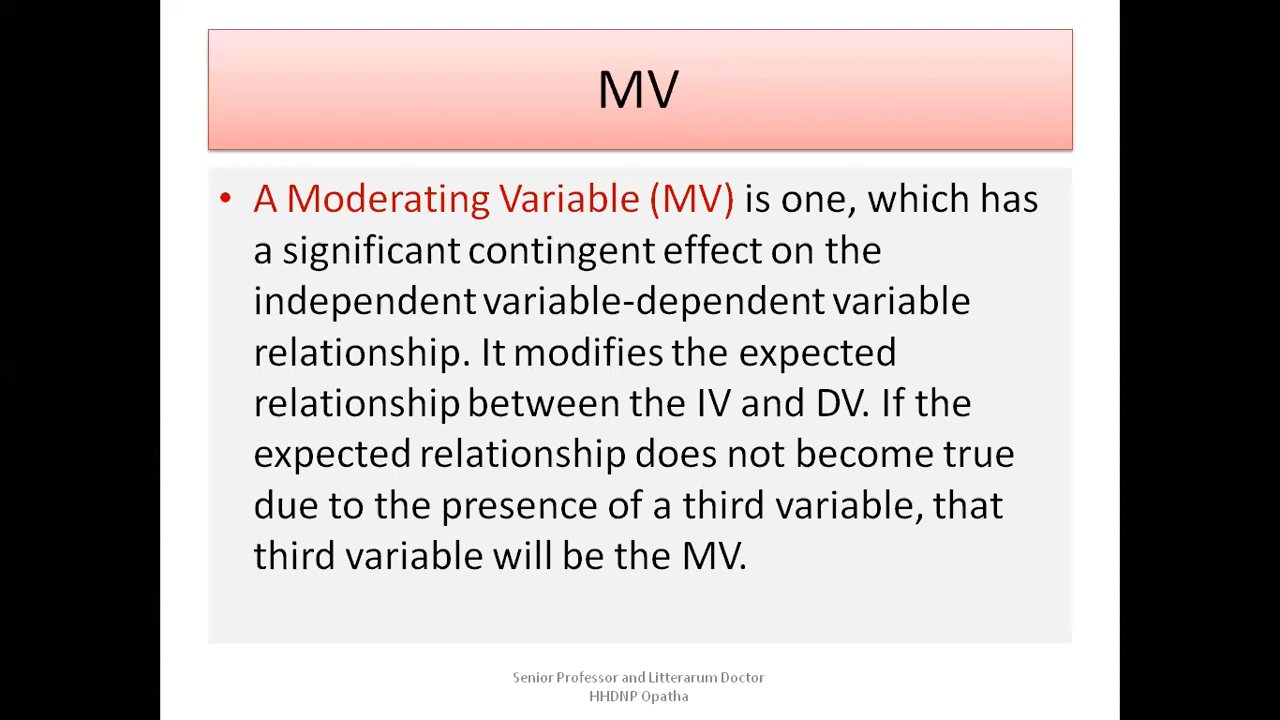 MV
• A Moderating Variable (MV) is one, which has
a significant contingent effect on the
independent variable-dependent variable
relationship. It modifies the expected
relationship between the IV and DV. If the
expected relationship does not become true
due to the presence of a third variable, that
third variable will be the MV.
Senior Professor and Litterarum Doctor
HHDNP Opatha